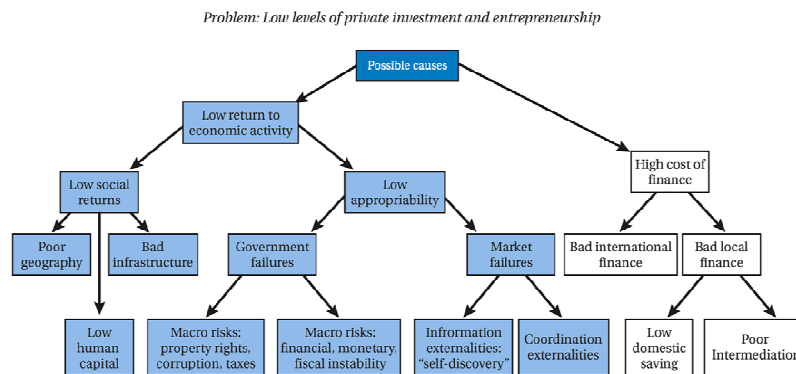 Problem: Low levels of private investment and entrepreneurship
Possible causes
Low return to
economic activity
High cost of
finance
Low social
returns
Low
appropriability
Poor
geography
Bad
infrastructure
Government
failures
Market
failures
Bad international
finance
Bad local
finance
Low
human
capital
Macro risks:
property rights,
corruption, taxes
Macro risks:
financial, monetary,
fiscal instability
Information
externalities:
“self-discovery”
Coordination
externalities
Low
domestic
saving
Poor
Intermediation